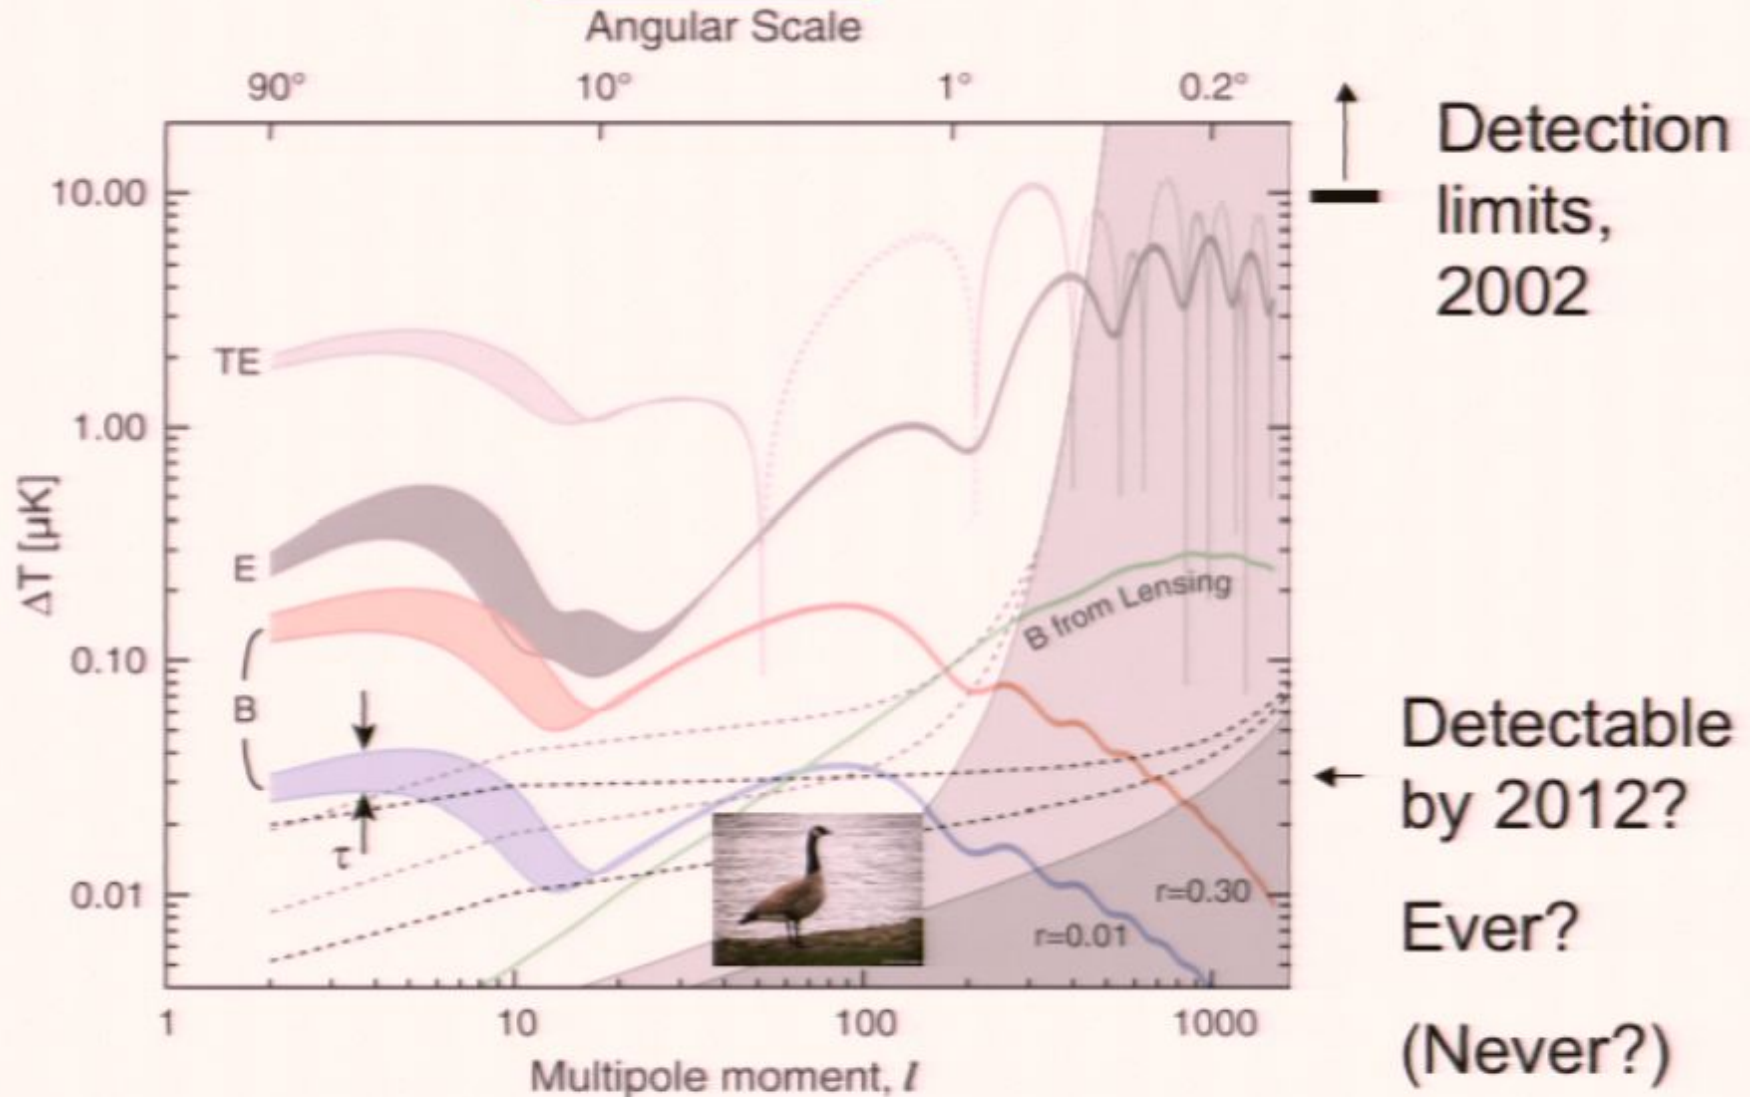 Angular Scale
90° 10° 1° 0.2°
Detection
limits,
2002
10.00
TE
1.00
ΔT [μK]
E
B from Lensing
0.10
B
Detectable
by 2012?
τ
0.01
r=0.30
Ever?
r=0.01
1 10 100 1000
(Never?)
Multipole moment, l